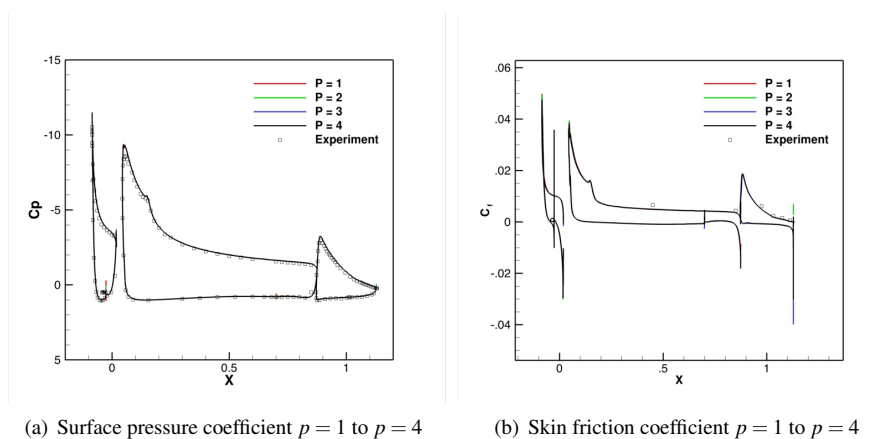 -15
-10
-5
0
5
Cp
0
0.5
1
X
P = 1
P = 2
P = 3
P = 4
Experiment
.06
.04
.02
0
-.02
-.04
C f
0
.5
1
X
P = 1
P = 2
P = 3
P = 4
Experiment
(a) Surface pressure coefficient p = 1 to p = 4
(b) Skin friction coefficient p = 1 to p = 4